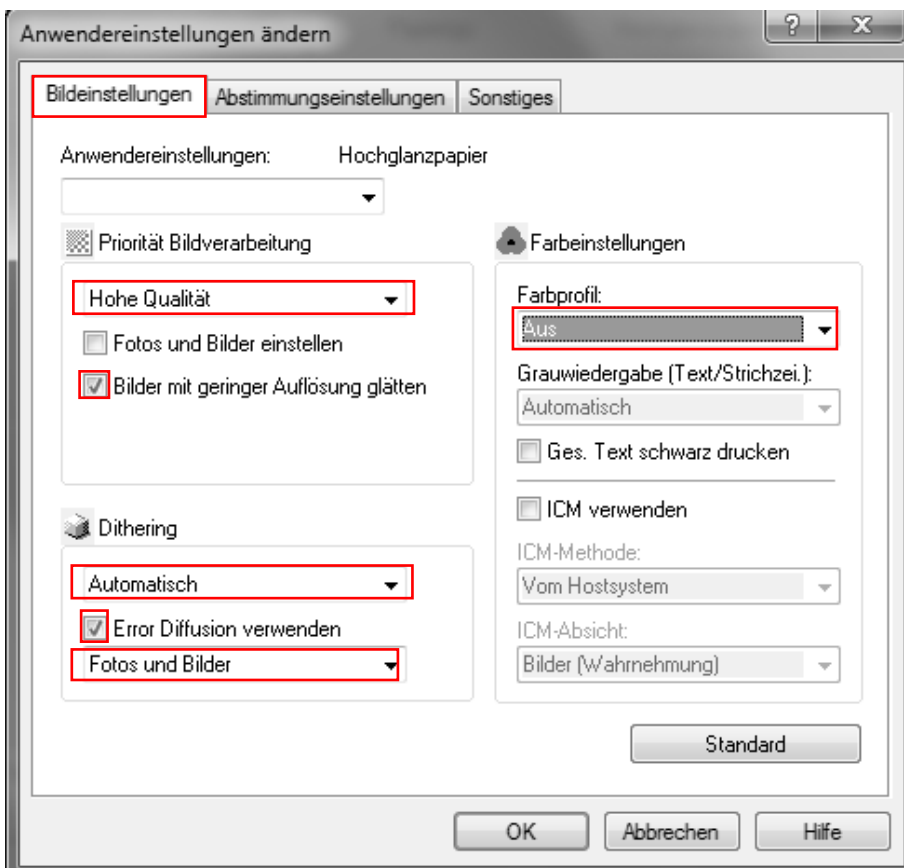 Anwendereinstellungen ändern
?
X
Bildeinstellungen
Abstimmungseinstellungen
Sonstiges
Anwendereinstellungen:
Hochglanzpapier
Priorität Bildverarbeitung
Hohe Qualität
Fotos und Bilder einstellen
Bilder mit geringer Auflösung glätten
Dithering
Automatisch
Error Diffusion verwenden
Fotos und Bilder
Farbeinstellungen
Farbprofil:
Aus
Grauwiedergabe (Text/Strichzei.):
Automatisch
Ges. Text schwarz drucken
ICM verwenden
ICM-Methode:
Vom Hostsystem
ICM-Absicht:
Bilder (Wahrnehmung)
Standard
OK
Abbrechen
Hilfe